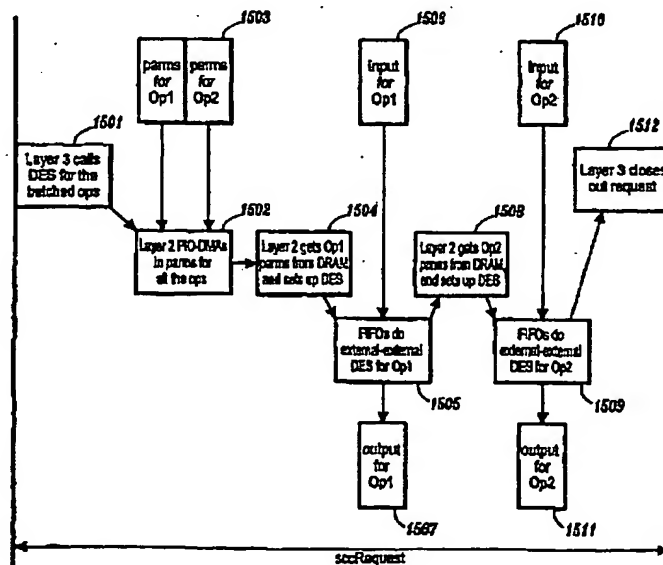 1503
1506
1510
parms for Op1
parms for Op2
Input for Op1
Input for Op2
1501
1512
Layer 3 calls
DES for the
batched ops
Layer 3 closes
out request
1502
1504
1508
Layer 2 PIO-DMAs
in parms for
all the ops
Layer 2 gets Op1
parms from DRAM
and sets up DES
Layer 2 gets Op2
parms from DRAM
and sets up DES
FIFOs do
external-external
DES for Op1
FIFOs do
external-external
DES for Op2
1505
1509
output
for
Op1
output
for
Op2
1507
1511
sccRequest